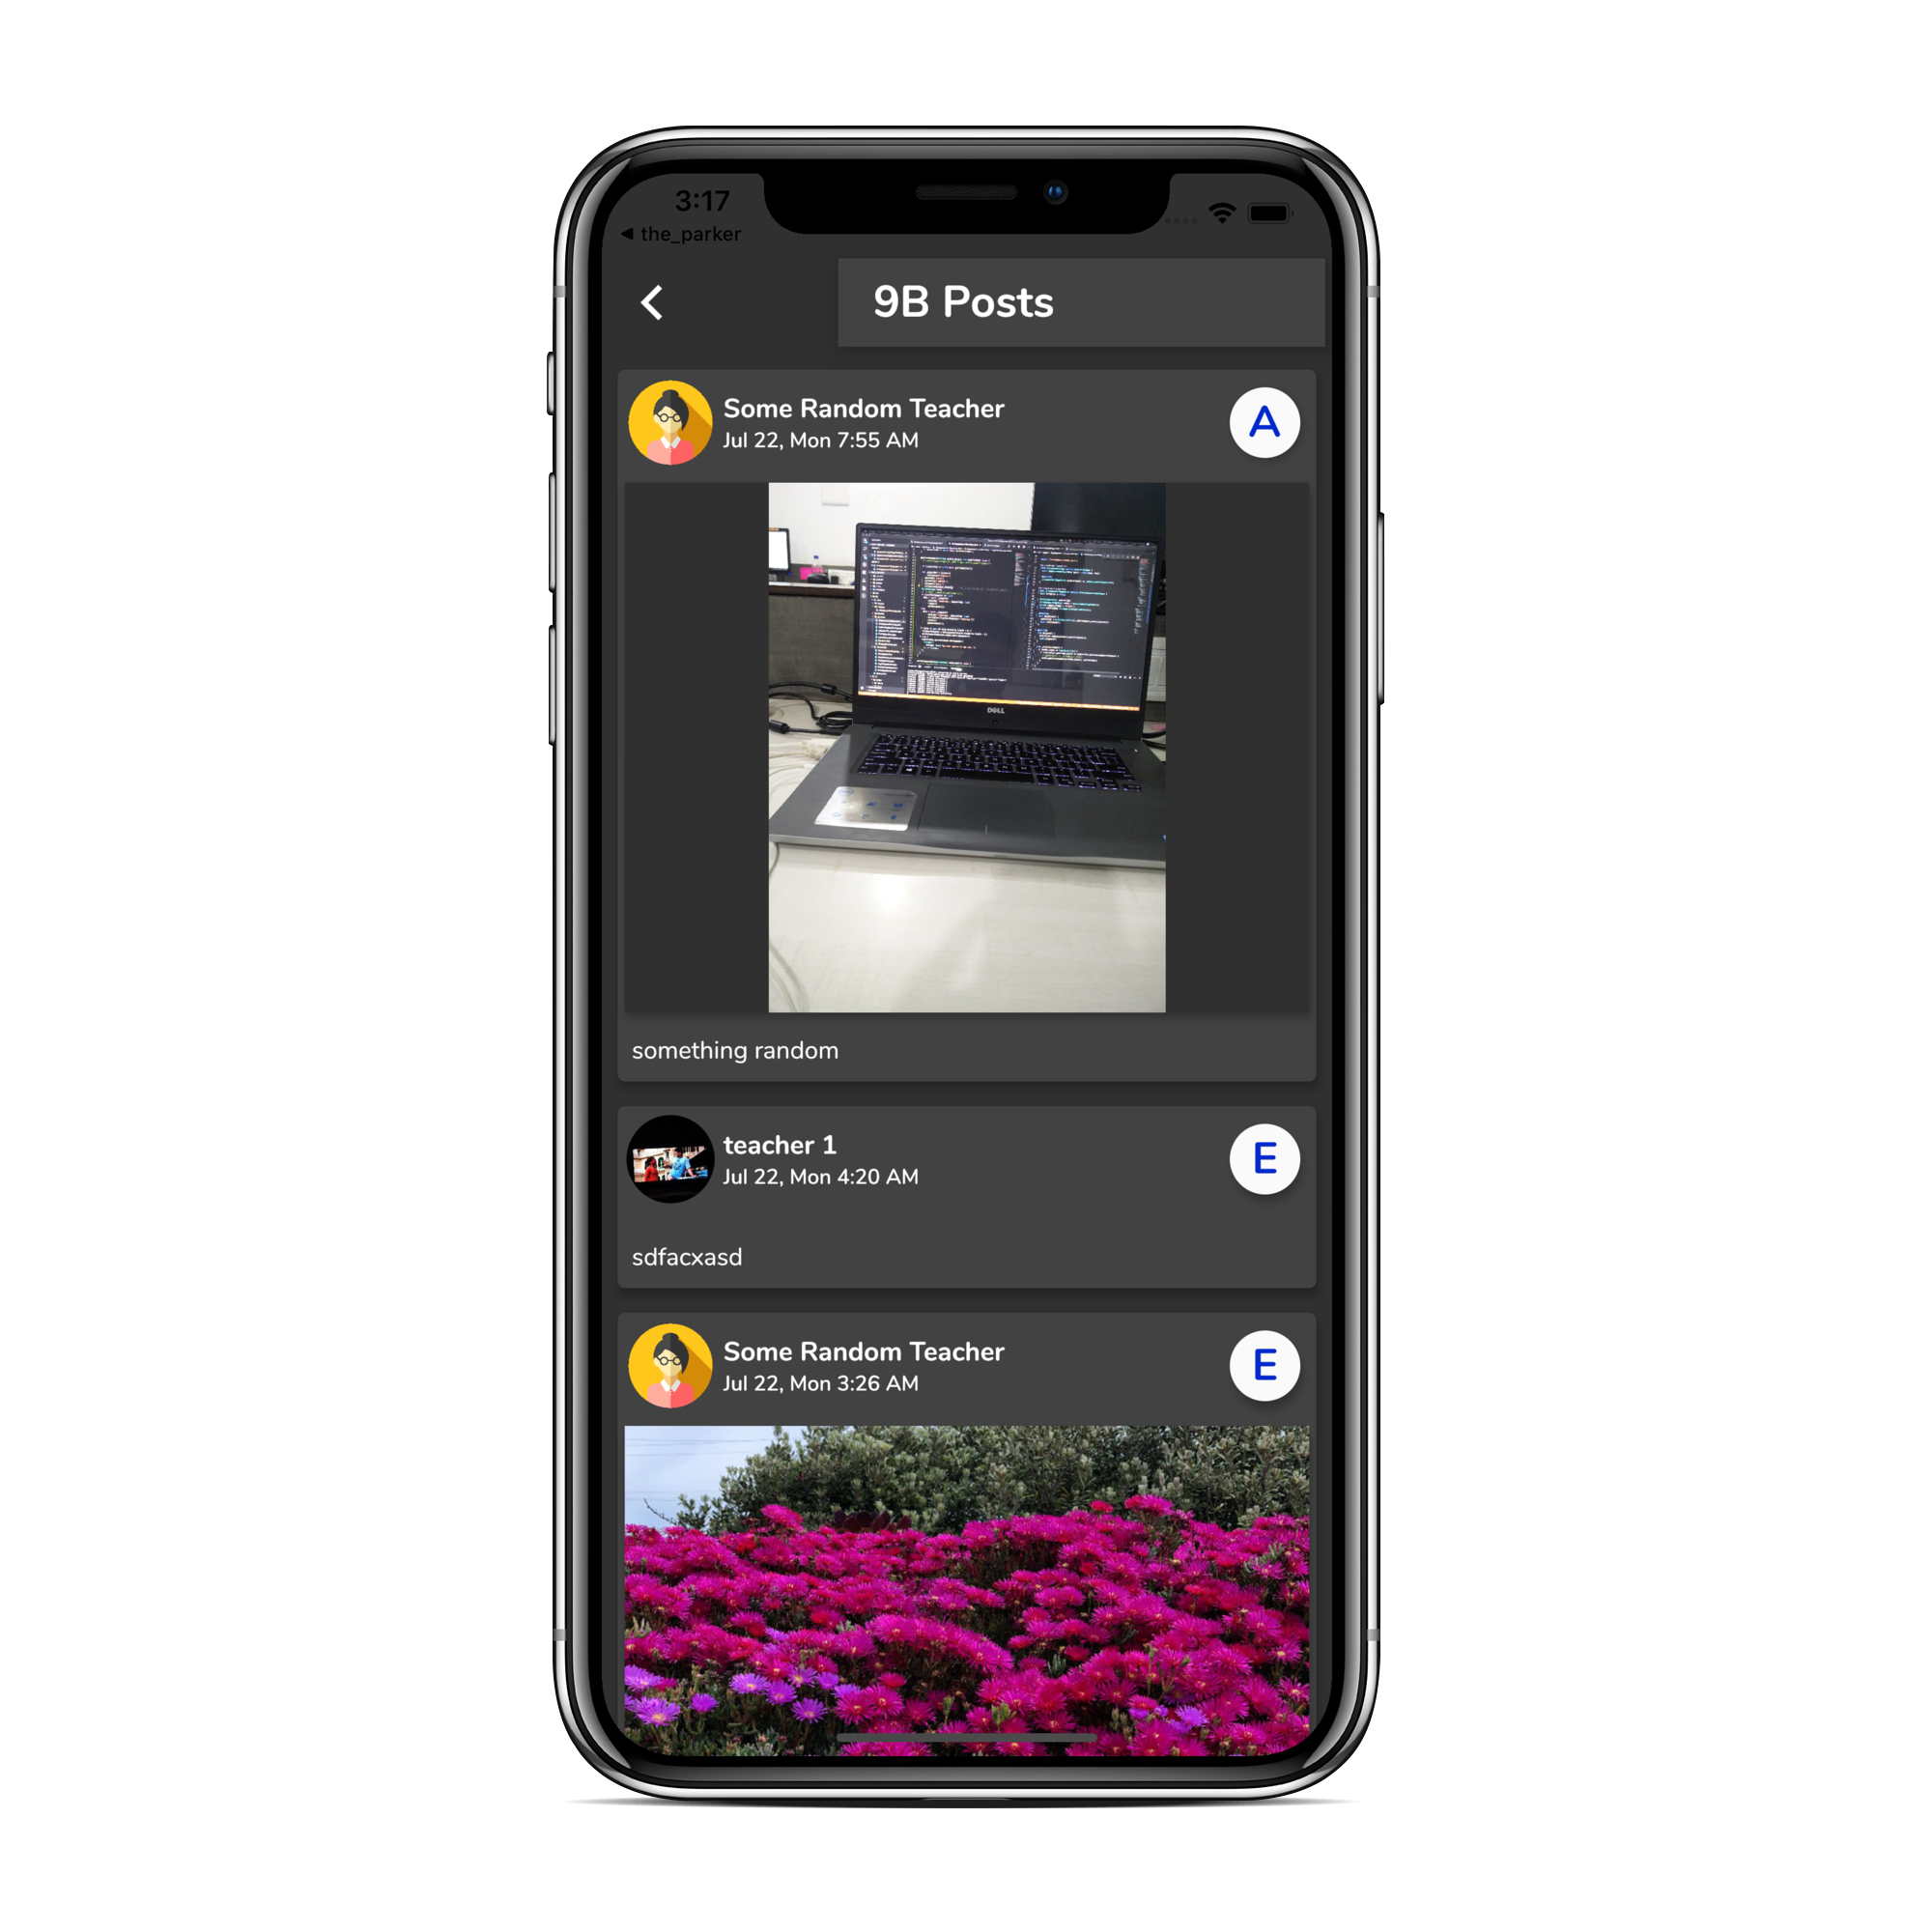 3:17
◀ the_parker
9B Posts
Some Random Teacher
Jul 22, Mon 7:55 AM
A
DELL
something random
teacher 1
Jul 22, Mon 4:20 AM
E
sdfacxasd
Some Random Teacher
Jul 22, Mon 3:26 AM
E